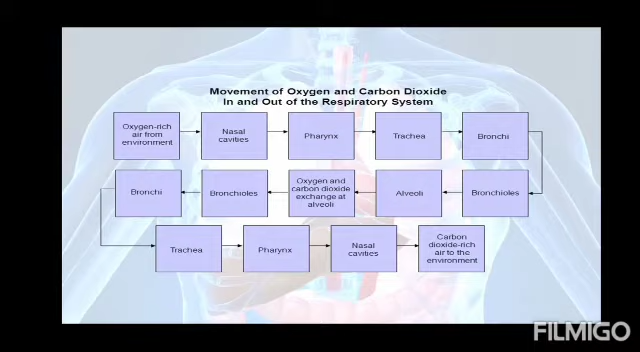 Movement of Oxygen and Carbon Dioxide
In and Out of the Respiratory System
Oxygen-rich
air from
environment
Nasal
cavities
Pharynx
Trachea
Bronchi
Bronchi
Bronchioles
Oxygen and
carbon dioxide
exchange at
alveoli
Alveoli
Bronchioles
Trachea
Pharynx
Nasal
cavities
Carbon
dioxide-rich
air to the
environment
FILMIGO